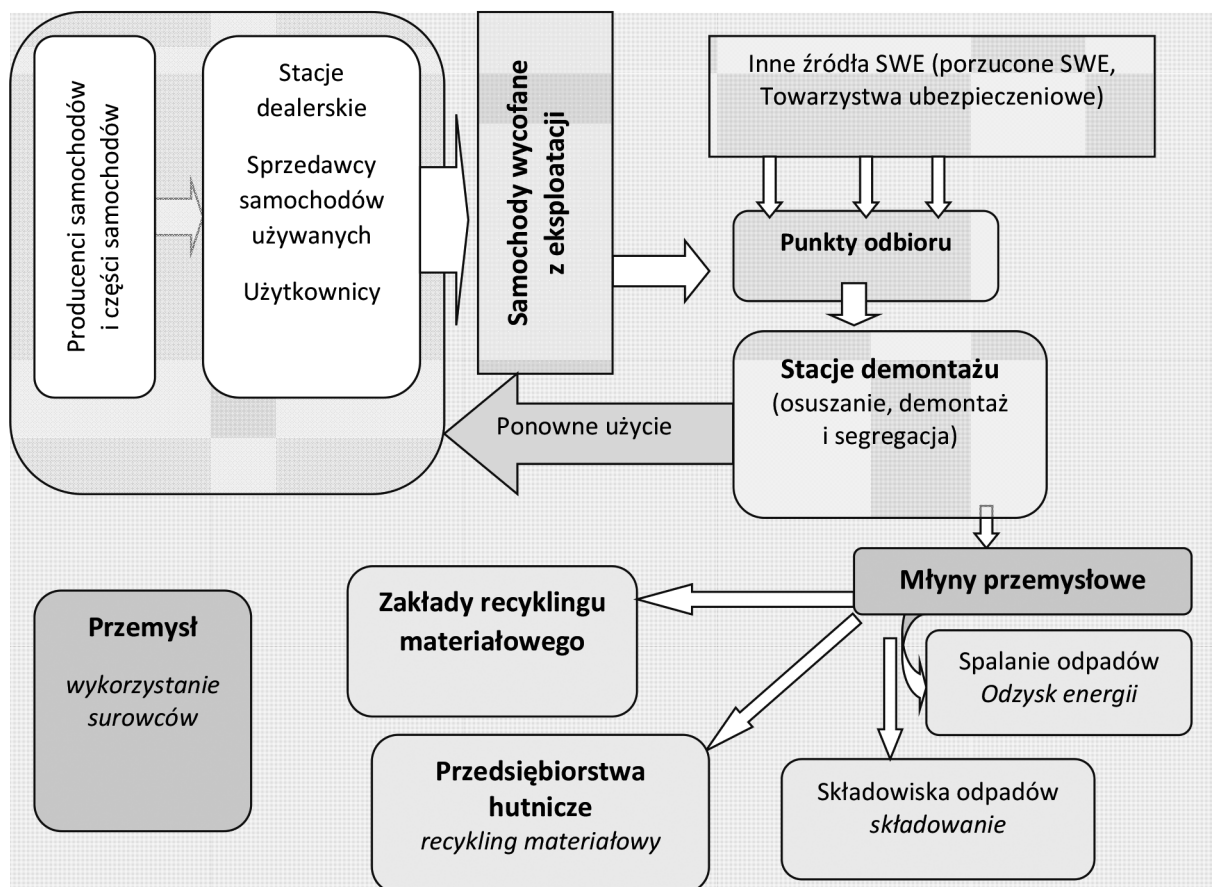 Producenci samochodów
i części samochodów
Stacje
dealerskie
Sprzedawcy
samochodów
używanych
Użytkownicy
Samochody wycofane
z eksploatacji
Inne źródła SWE (porzucone SWE,
Towarzystwa ubezpieczeniowe)
Punkty odbioru
Stacje demontażu
(osuszanie, demontaż
i segregacja)
Ponowne użycie
Młyny przemysłowe
Zakłady recyklingu
materiałowego
Przemysł
wykorzystanie
surowców
Spalanie odpadów
Odzysk energii
Przedsiębiorstwa
hutnicze
recykling materiałowy
Składowiska odpadów
składowanie